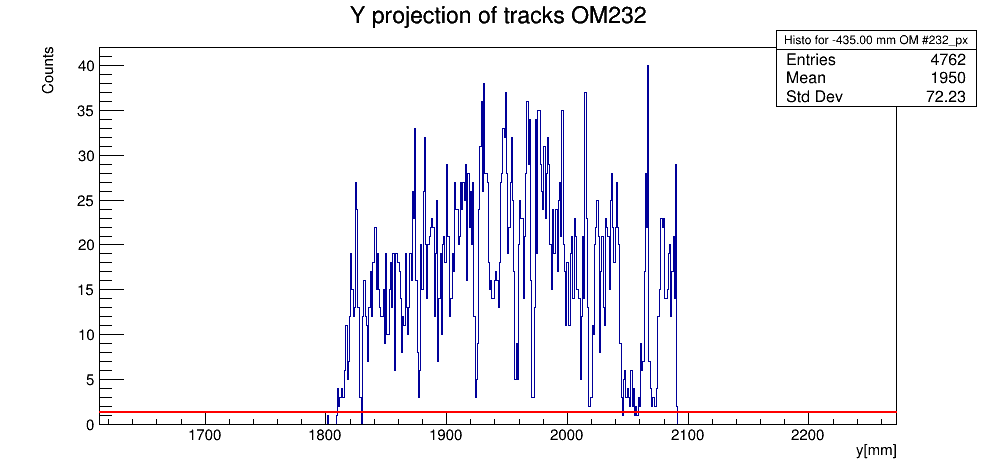 Y projection of tracks OM232
Histo for -435.00 mm OM #232_px
Entries 4762
Mean 1950
Std Dev 72.23
Counts
40
35
30
25
20
15
10
5
0
1700 1800 1900 2000 2100 2200
y[mm]